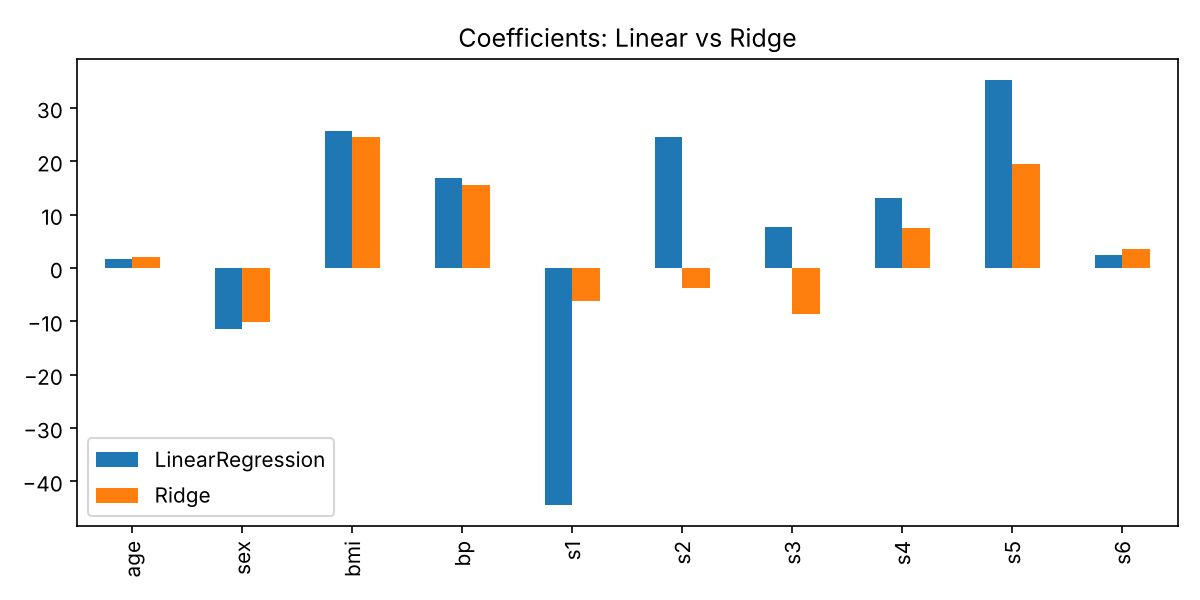 Coefficients: Linear vs Ridge
30
20
10
0
−10
−20
−30
−40
LinearRegression
Ridge
age
sex
bmi
bp
s1
s2
s3
s4
s5
s6